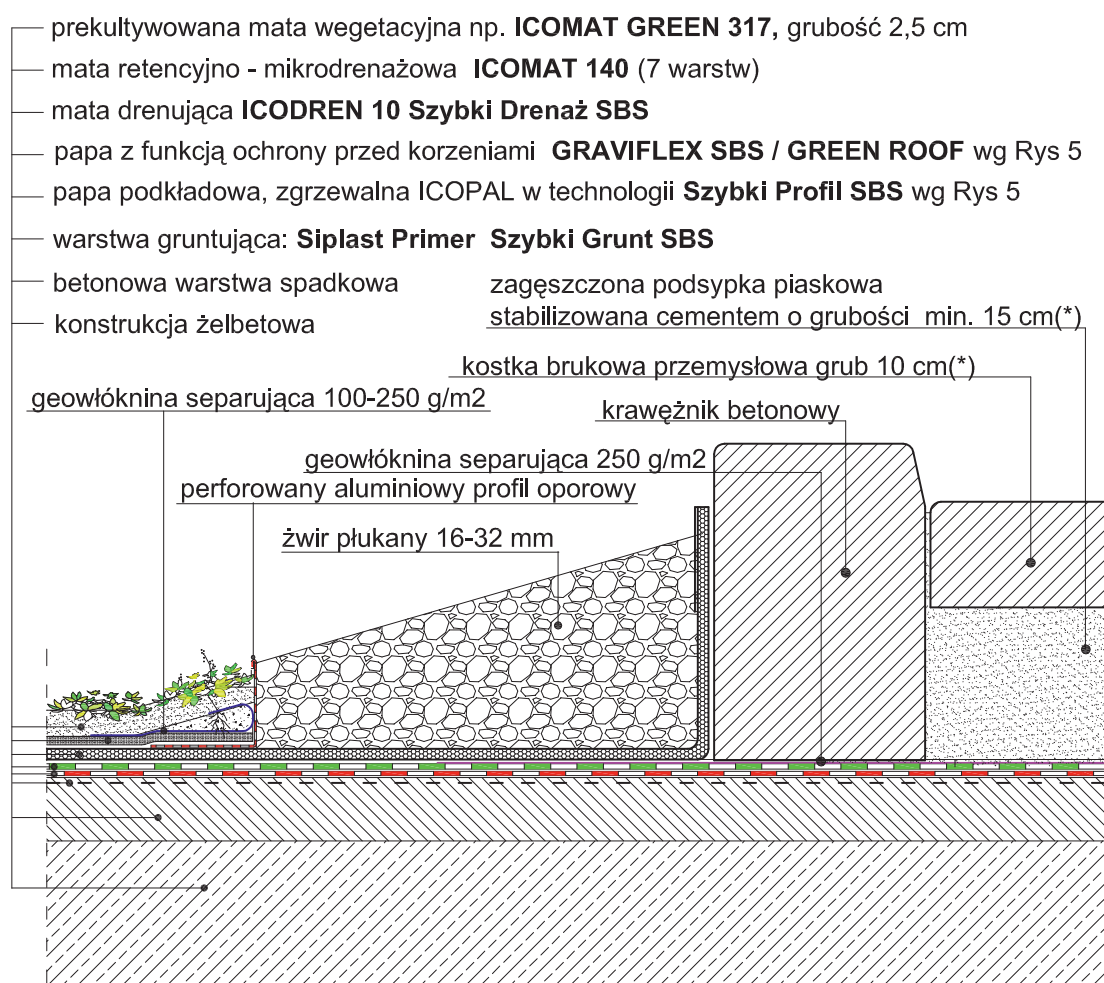 prekultywowana mata wegetacyjna np. ICOMAT GREEN 317, grubość 2,5 cm
mata retencyjno - mikrodrenażowa ICOMAT 140 (7 warstw)
mata drenująca ICODREN 10 Szybki Drenaż SBS
papa z funkcją ochrony przed korzeniami GRAVIFLEX SBS / GREEN ROOF wg Rys 5
papa podkładowa, zgrzewalna ICOPAL w technologii Szybki Profil SBS wg Rys 5
warstwa gruntująca: Siplast Primer Szybki Grunt SBS
betonowa warstwa spadkowa
konstrukcja żelbetowa
zagęszczona podsypka piaskowa
stabilizowana cementem o grubości min. 15 cm(*)
kostka brukowa przemysłowa grub 10 cm(*)
geowłóknina separująca 100-250 g/m2
krawężnik betonowy
geowłóknina separująca 250 g/m2
perforowany aluminiowy profil oporowy
żwir płukany 16-32 mm